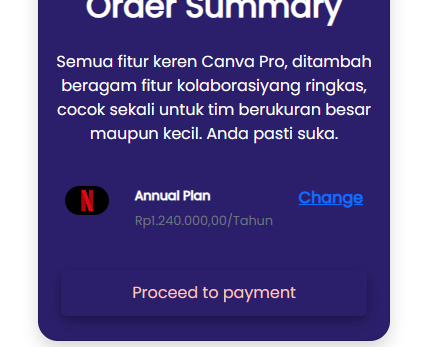 Order Summary
Semua fitur keren Canva Pro, ditambah
beragam fitur kolaborasiyang ringkas,
cocok sekali untuk tim berukuran besar
maupun kecil. Anda pasti suka.
N
Annual Plan
Change
Rp1.240.000,00/Tahun
Proceed to payment